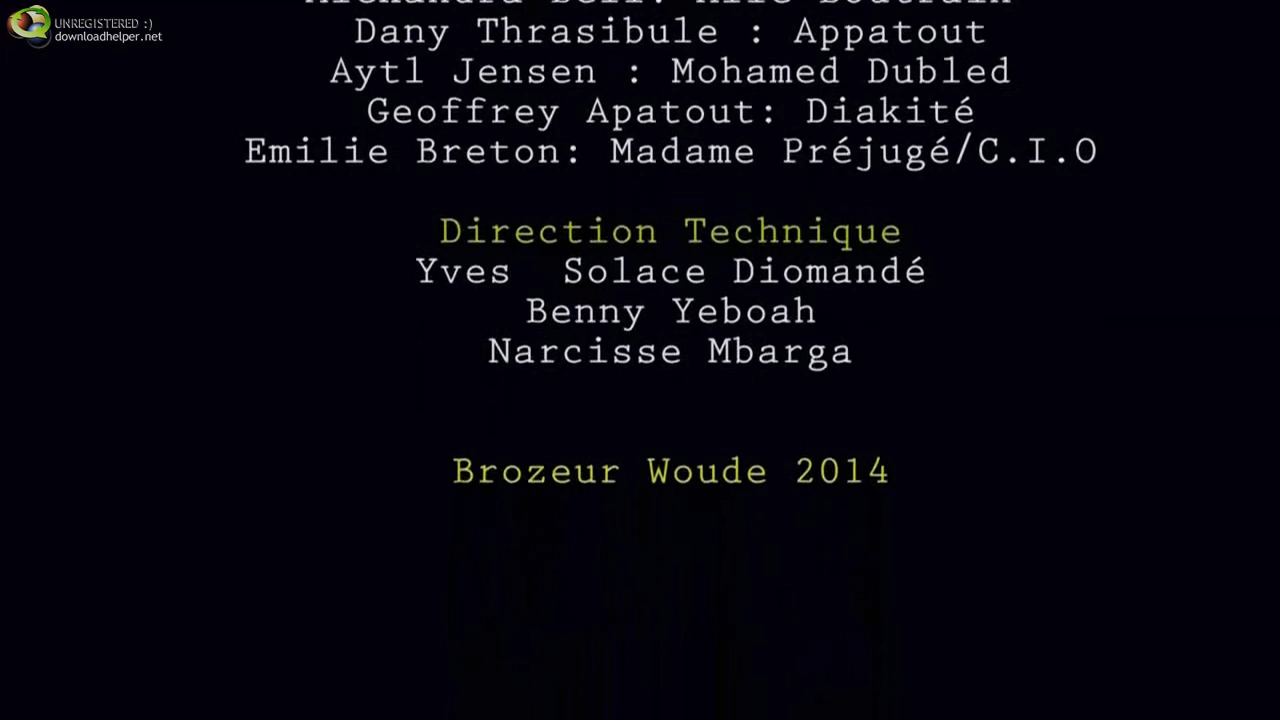 UNREGISTERED :)
downloadhelper.net
Dany Thrasibule : Appatout
Aytl Jensen : Mohamed Dubled
Geoffrey Apatout: Diakité
Emilie Breton: Madame Préjugé/C.I.O
Direction Technique
Yves Solace Diomandé
Benny Yeboah
Narcisse Mbarga
Brozeur Woude 2014